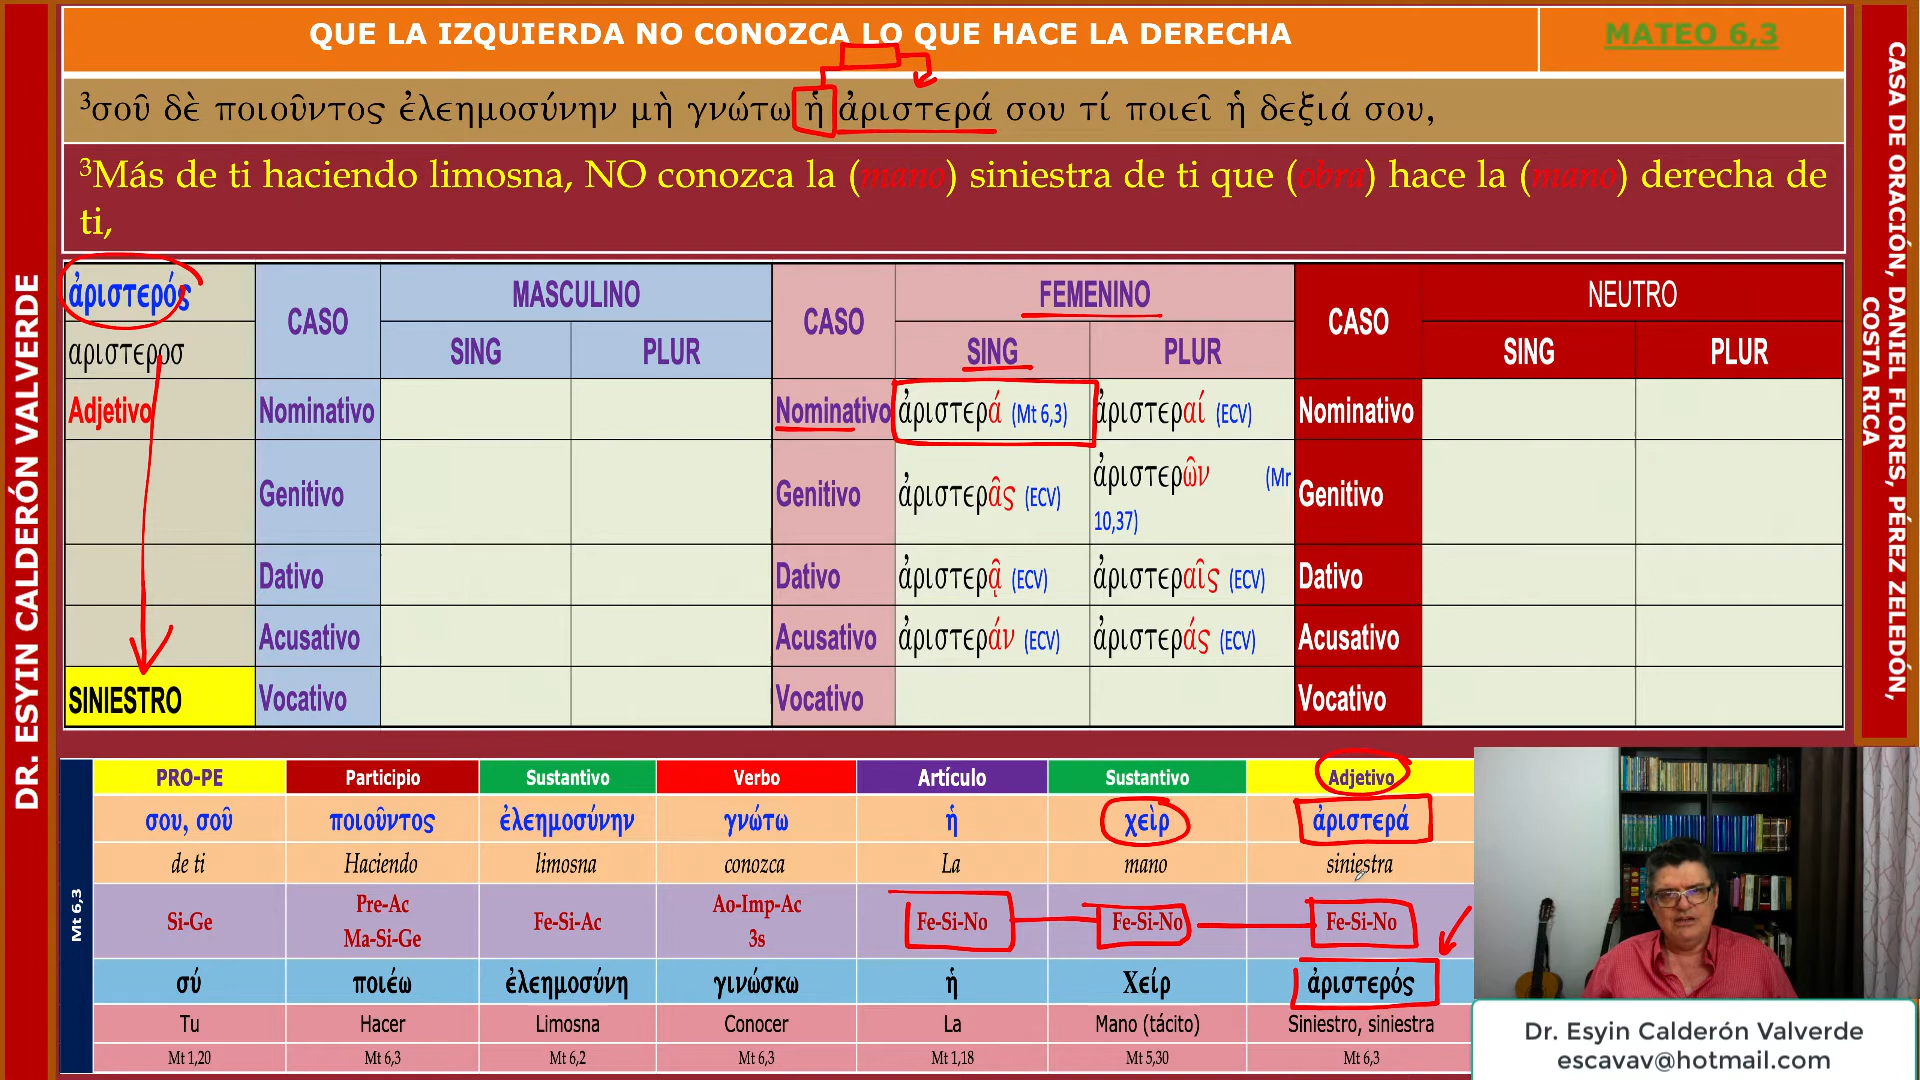 QUE LA IZQUIERDA NO CONOZCA LO QUE HACE LA DERECHA
MATEO 6,3
³σοῦ δὲ ποιοῦντος ἐλεημοσύνην μὴ γνώτω ἡ ἀριστερά σου τί ποιεῖ ἡ δεξιά σου,
³Más de ti haciendo limosna, NO conozca la (mano) siniestra de ti que (obra) hace la (mano) derecha de
ti,
ἀριστερός
αριστεροσ
Adjetivo
SINIESTRO
CASO MASCULINO CASO FEMENINO CASO NEUTRO
SING PLUR SING PLUR SING PLUR
Nominativo Nominativo ἀριστερά (Mt 6,3) ἀριστεραί (ECV) Nominativo
Genitivo Genitivo ἀριστερᾶς (ECV) ἀριστερῶν (Mr 10,37) Genitivo
Dativo Dativo ἀριστερᾷ (ECV) ἀριστεραῖς (ECV) Dativo
Acusativo Acusativo ἀριστεράν (ECV) ἀριστεράς (ECV) Acusativo
Vocativo Vocativo Vocativo
Mt 6,3
PRO-PE Participio Sustantivo Verbo Artículo Sustantivo Adjetivo
σου, σοῦ ποιοῦντος ἐλεημοσύνην γνώτω ἡ χεὶρ ἀριστερά
de ti Haciendo limosna conozca La mano siniestra
Si-Ge Pre-Ac Ma-Si-Ge Fe-Si-Ac Ao-Imp-Ac 3s Fe-Si-No Fe-Si-No Fe-Si-No
σύ ποιέω ἐλεημοσύνη γινώσκω ἡ Χείρ ἀριστερός
Tu Hacer Limosna Conocer La Mano (tácito) Siniestro, siniestra
Mt 1,20 Mt 6,3 Mt 6,2 Mt 6,3 Mt 1,18 Mt 5,30 Mt 6,3
DR. ESYIN CALDERÓN VALVERDE
CASA DE ORACIÓN, DANIEL FLORES, PÉREZ ZELEDÓN,
COSTA RICA
Dr. Esyin Calderón Valverde
escavav@hotmail.com